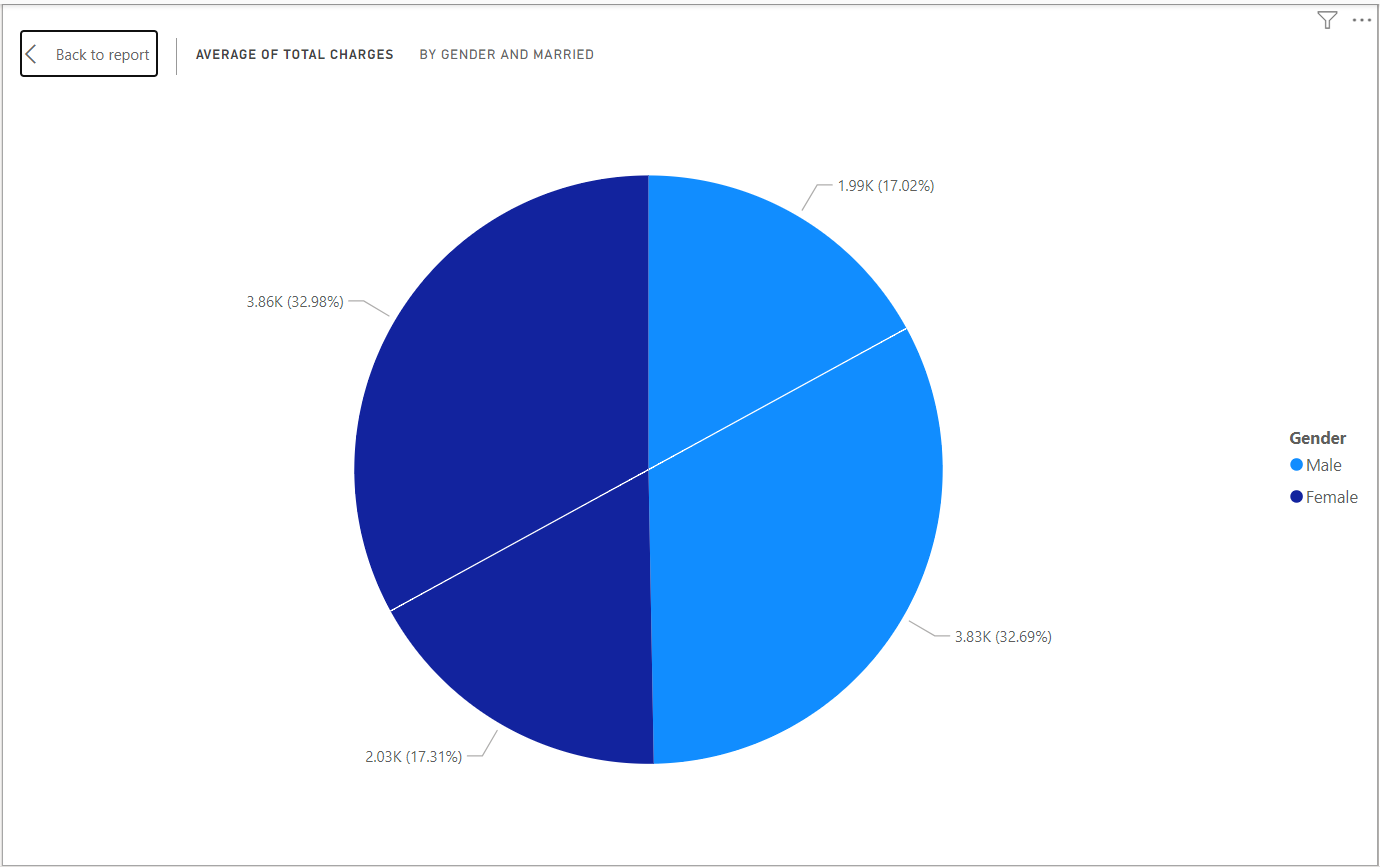 Back to report
AVERAGE OF TOTAL CHARGES BY GENDER AND MARRIED
1.99K (17.02%)
3.86K (32.98%)
Gender
Male
Female
3.83K (32.69%)
2.03K (17.31%)